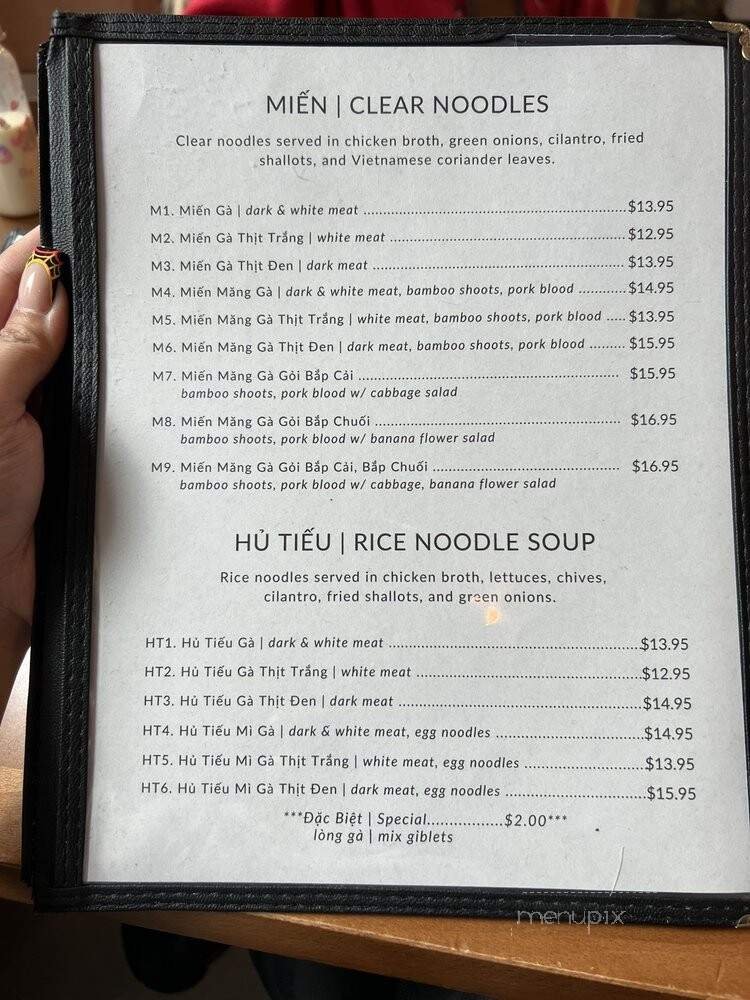 MIẾN | CLEAR NOODLES
Clear noodles served in chicken broth, green onions, cilantro, fried
shallots, and Vietnamese coriander leaves.
M1. Miến Gà | dark & white meat ........................................................................$13.95
M2. Miến Gà Thịt Trắng | white meat ................................................................$12.95
M3. Miến Gà Thịt Đen | dark meat ....................................................................$13.95
M4. Miến Măng Gà | dark & white meat, bamboo shoots, pork blood ............$14.95
M5. Miến Măng Gà Thịt Trắng | white meat, bamboo shoots, pork blood .....$13.95
M6. Miến Măng Gà Thịt Đen | dark meat, bamboo shoots, pork blood .........$15.95
M7. Miến Măng Gà Gỏi Bắp Cải .................................................................... $15.95
bamboo shoots, pork blood w/ cabbage salad
M8. Miến Măng Gà Gỏi Bắp Chuối ................................................................ $16.95
bamboo shoots, pork blood w/ banana flower salad
M9. Miến Măng Gà Gỏi Bắp Cải, Bắp Chuối ................................................ $16.95
bamboo shoots, pork blood w/ cabbage, banana flower salad
HỦ TIẾU | RICE NOODLE SOUP
Rice noodles served in chicken broth, lettuces, chives,
cilantro, fried shallots, and green onions.
HT1. Hủ Tiếu Gà | dark & white meat ................................................................$13.95
HT2. Hủ Tiếu Gà Thịt Trắng | white meat .........................................................$12.95
HT3. Hủ Tiếu Gà Thịt Đen | dark meat ..............................................................$14.95
HT4. Hủ Tiếu Mì Gà | dark & white meat, egg noodles ......................................$14.95
HT5. Hủ Tiếu Mì Gà Thịt Trắng | white meat, egg noodles ...............................$13.95
HT6. Hủ Tiếu Mì Gà Thịt Đen | dark meat, egg noodles ....................................$15.95
***Đặc Biệt | Special.................$2.00***
lòng gà | mix giblets
menupix